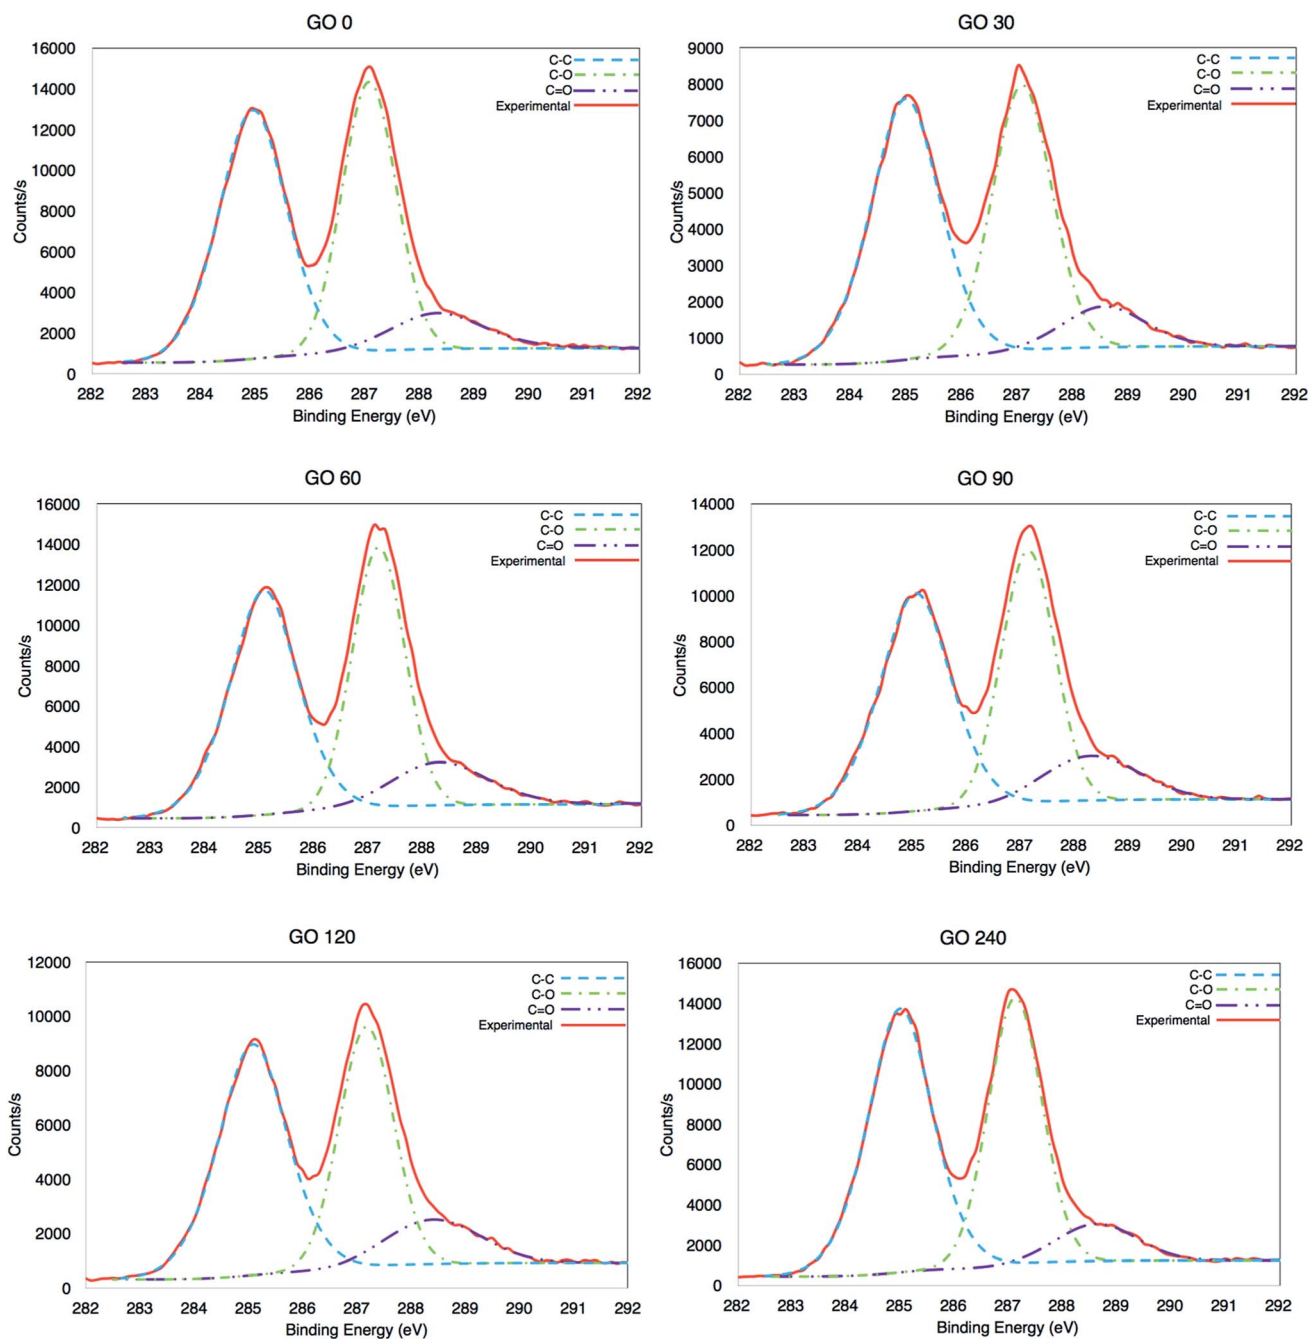 GO 0
16000
14000
12000
10000
8000
6000
4000
2000
0
Counts/s
C-C
C-O
C=O
Experimental
282 283 284 285 286 287 288 289 290 291 292
Binding Energy (eV)
GO 30
9000
8000
7000
6000
5000
4000
3000
2000
1000
0
Counts/s
C-C
C-O
C=O
Experimental
282 283 284 285 286 287 288 289 290 291 292
Binding Energy (eV)
GO 60
16000
14000
12000
10000
8000
6000
4000
2000
0
Counts/s
C-C
C-O
C=O
Experimental
282 283 284 285 286 287 288 289 290 291 292
Binding Energy (eV)
GO 90
14000
12000
10000
8000
6000
4000
2000
0
Counts/s
C-C
C-O
C=O
Experimental
282 283 284 285 286 287 288 289 290 291 292
Binding Energy (eV)
GO 120
12000
10000
8000
6000
4000
2000
0
Counts/s
C-C
C-O
C=O
Experimental
282 283 284 285 286 287 288 289 290 291 292
Binding Energy (eV)
GO 240
16000
14000
12000
10000
8000
6000
4000
2000
0
Counts/s
C-C
C-O
C=O
Experimental
282 283 284 285 286 287 288 289 290 291 292
Binding Energy (eV)